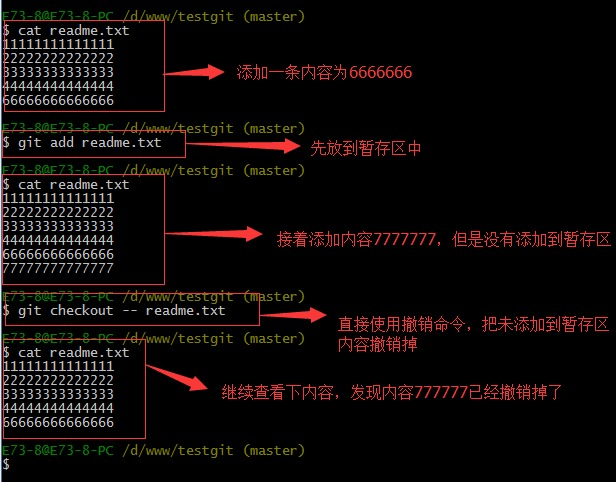 E73-8@E73-8-PC /d/www/testgit (master)
$ cat readme.txt
11111111111111
22222222222222
33333333333333
44444444444444
66666666666666
添加一条内容为6666666
E73-8@E73-8-PC /d/www/testgit (master)
$ git add readme.txt
先放到暂存区中
E73-8@E73-8-PC /d/www/testgit (master)
$ cat readme.txt
11111111111111
22222222222222
33333333333333
44444444444444
66666666666666
77777777777777
接着添加内容7777777，但是没有添加到暂存区
E73-8@E73-8-PC /d/www/testgit (master)
$ git checkout -- readme.txt
直接使用撤销命令，把未添加到暂存区
内容撤销掉
E73-8@E73-8-PC /d/www/testgit (master)
$ cat readme.txt
11111111111111
22222222222222
33333333333333
44444444444444
66666666666666
继续查看下内容，发现内容777777已经撤销掉了
E73-8@E73-8-PC /d/www/testgit (master)
$